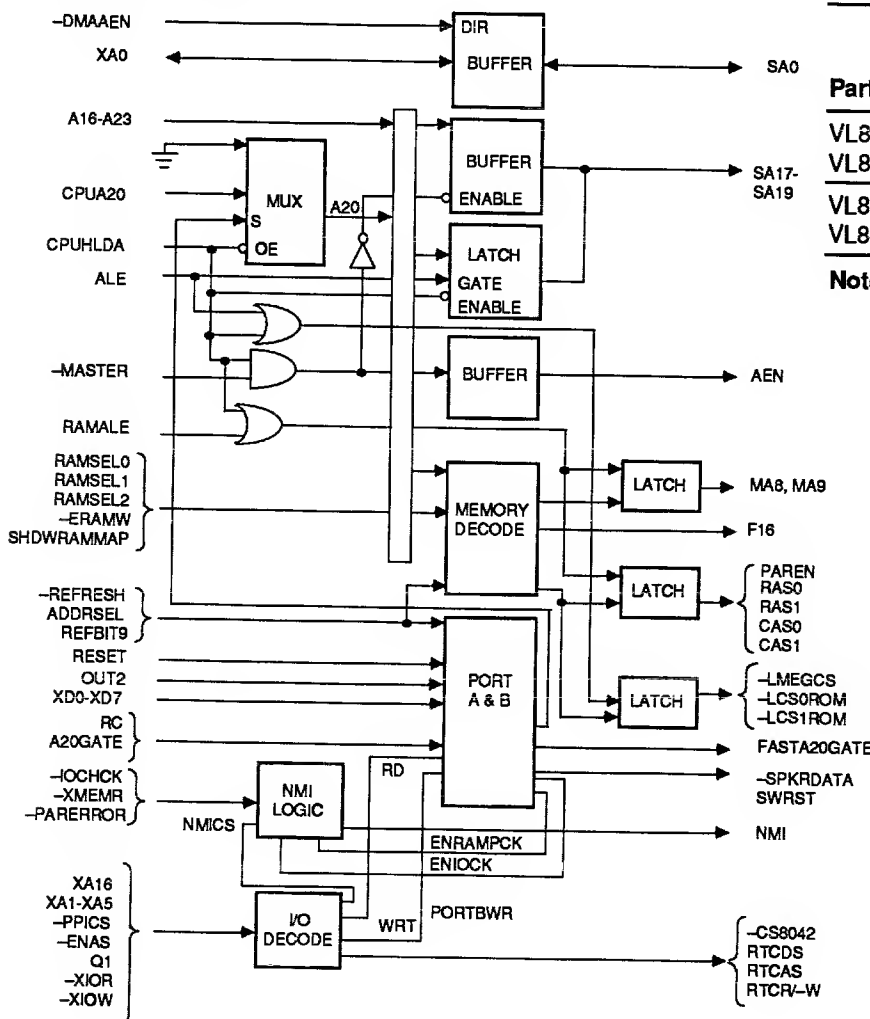 –DMAAEN
DIR
XA0
BUFFER
SA0
A16-A23
BUFFER
SA17-
SA19
MUX
CPUA20
A20
ENABLE
S
CPUHLDA
OE
LATCH
ALE
GATE
ENABLE
–MASTER
BUFFER
AEN
RAMALE
RAMSEL0
RAMSEL1
RAMSEL2
–ERAMW
SHDWRAMMAP
MEMORY
DECODE
LATCH
MA8, MA9
F16
LATCH
PAREN
RAS0
RAS1
CAS0
CAS1
–REFRESH
ADDRSEL
REFBIT9
RESET
OUT2
XD0-XD7
PORT
A & B
LATCH
–LMEGCS
–LCS0ROM
–LCS1ROM
RC
A20GATE
FASTA20GATE
RD
–SPKRDATA
SWRST
–IOCHCK
–XMEMR
–PARERROR
NMI
LOGIC
NMICS
NMI
ENRAMPCK
ENIOCK
XA16
XA1-XA5
–PPICS
–ENAS
Q1
–XIOR
–XIOW
I/O
DECODE
WRT
PORTBWR
–CS8042
RTCDS
RTCAS
RTCR/–W
VL8
VL8
VL8
VL8